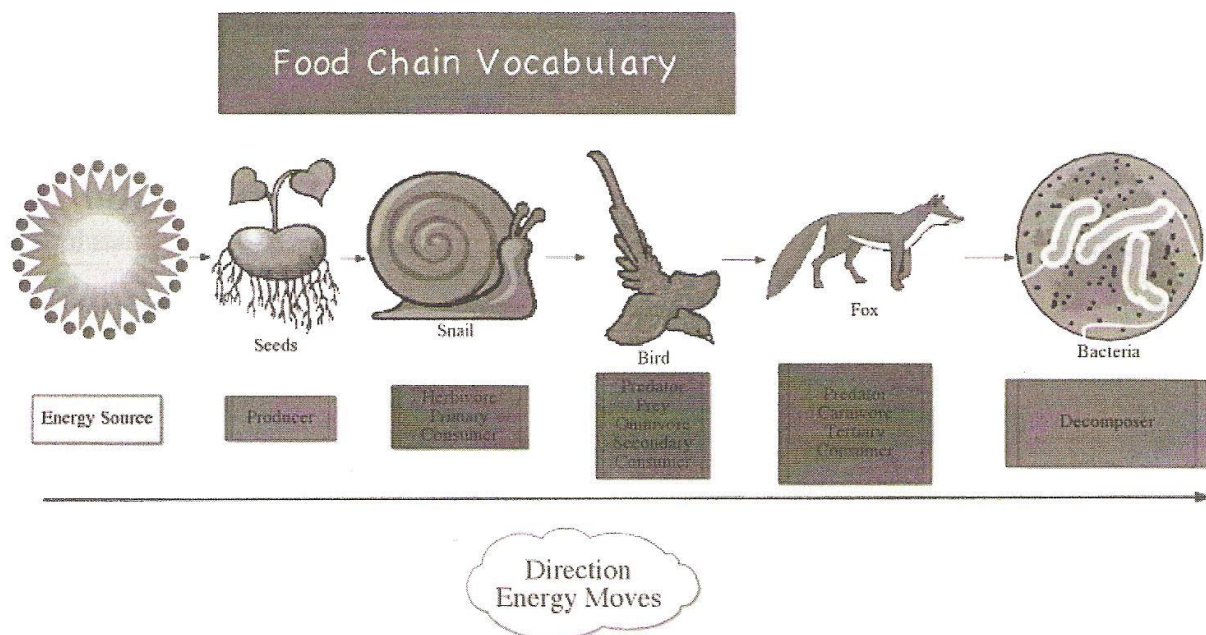 Food Chain Vocabulary
Seeds
Snail
Bird
Fox
Bacteria
Energy Source
Producer
Herbivore
Primary
Consumer
Predator
Prey
Omnivore
Secondary
Consumer
Predator
Carnivore
Tertiary
Consumer
Decomposer
Direction
Energy Moves